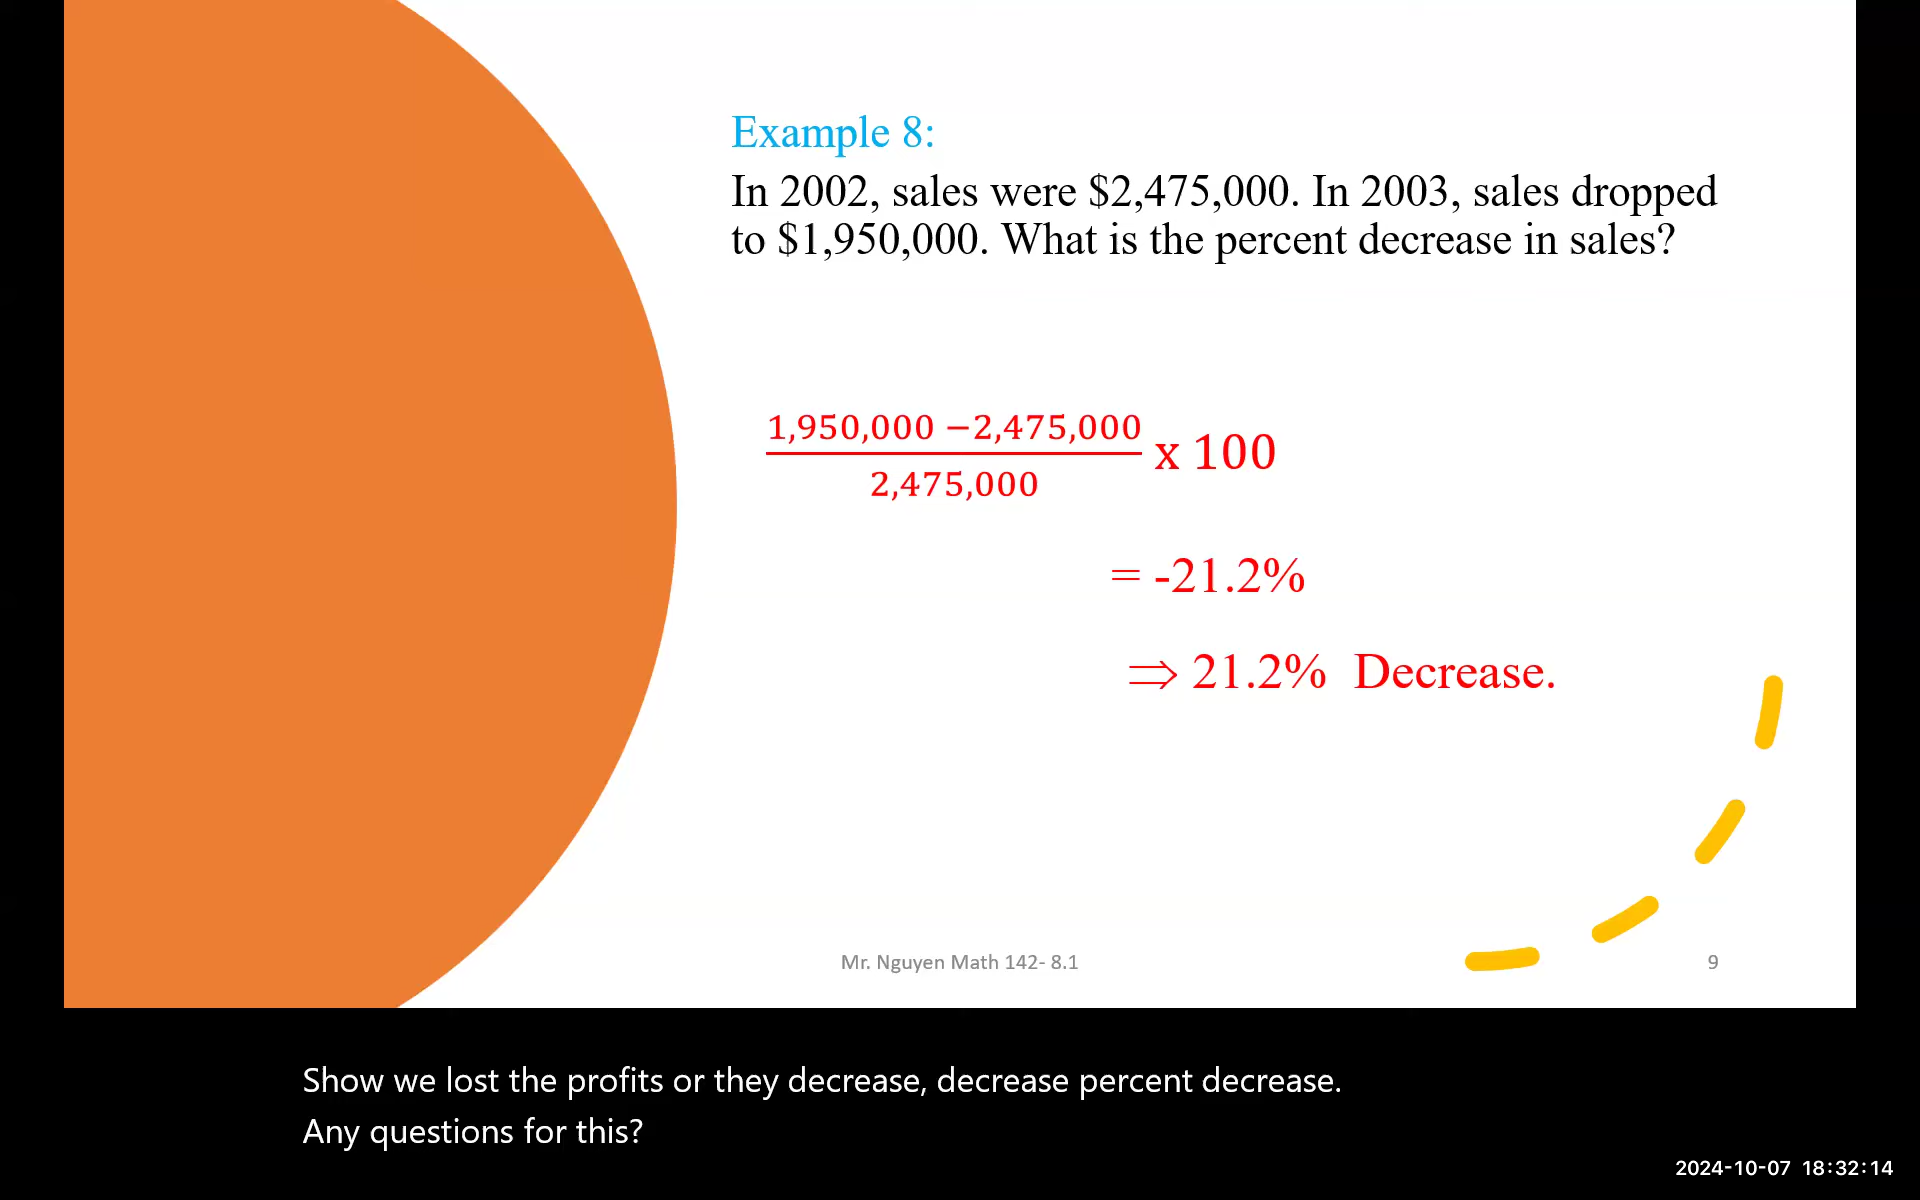 Example 8:
In 2002, sales were $2,475,000. In 2003, sales dropped
to $1,950,000. What is the percent decrease in sales?
1,950,000 −2,475,000
2,475,000
x 100
= -21.2%
⇒ 21.2% Decrease.
Mr. Nguyen Math 142- 8.1
9
Show we lost the profits or they decrease, decrease percent decrease.
Any questions for this?
2024-10-07 18:32:14